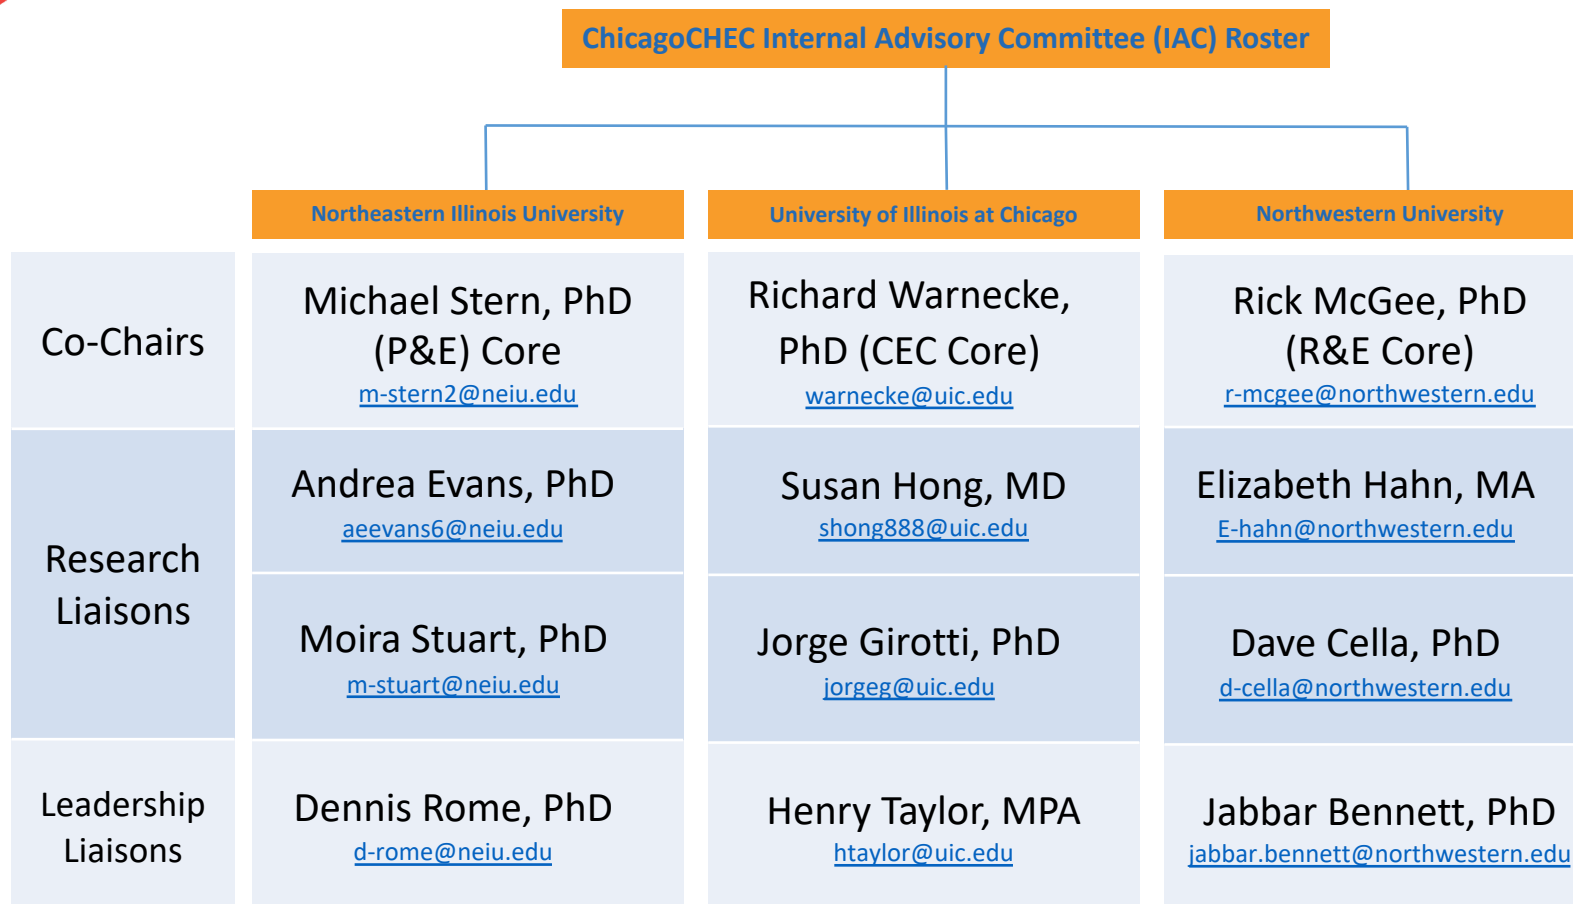 ChicagoCHEC Internal Advisory Committee (IAC) Roster
Northeastern Illinois University
University of Illinois at Chicago
Northwestern University
Co-Chairs
Michael Stern, PhD
(P&E) Core
m-stern2@neiu.edu
Richard Warnecke,
PhD (CEC Core)
warnecke@uic.edu
Rick McGee, PhD
(R&E Core)
r-mcgee@northwestern.edu
Research
Liaisons
Andrea Evans, PhD
aeevans6@neiu.edu
Susan Hong, MD
shong888@uic.edu
Elizabeth Hahn, MA
E-hahn@northwestern.edu
Moira Stuart, PhD
m-stuart@neiu.edu
Jorge Girotti, PhD
jorgeg@uic.edu
Dave Cella, PhD
d-cella@northwestern.edu
Leadership
Liaisons
Dennis Rome, PhD
d-rome@neiu.edu
Henry Taylor, MPA
htaylor@uic.edu
Jabbar Bennett, PhD
jabbar.bennett@northwestern.edu